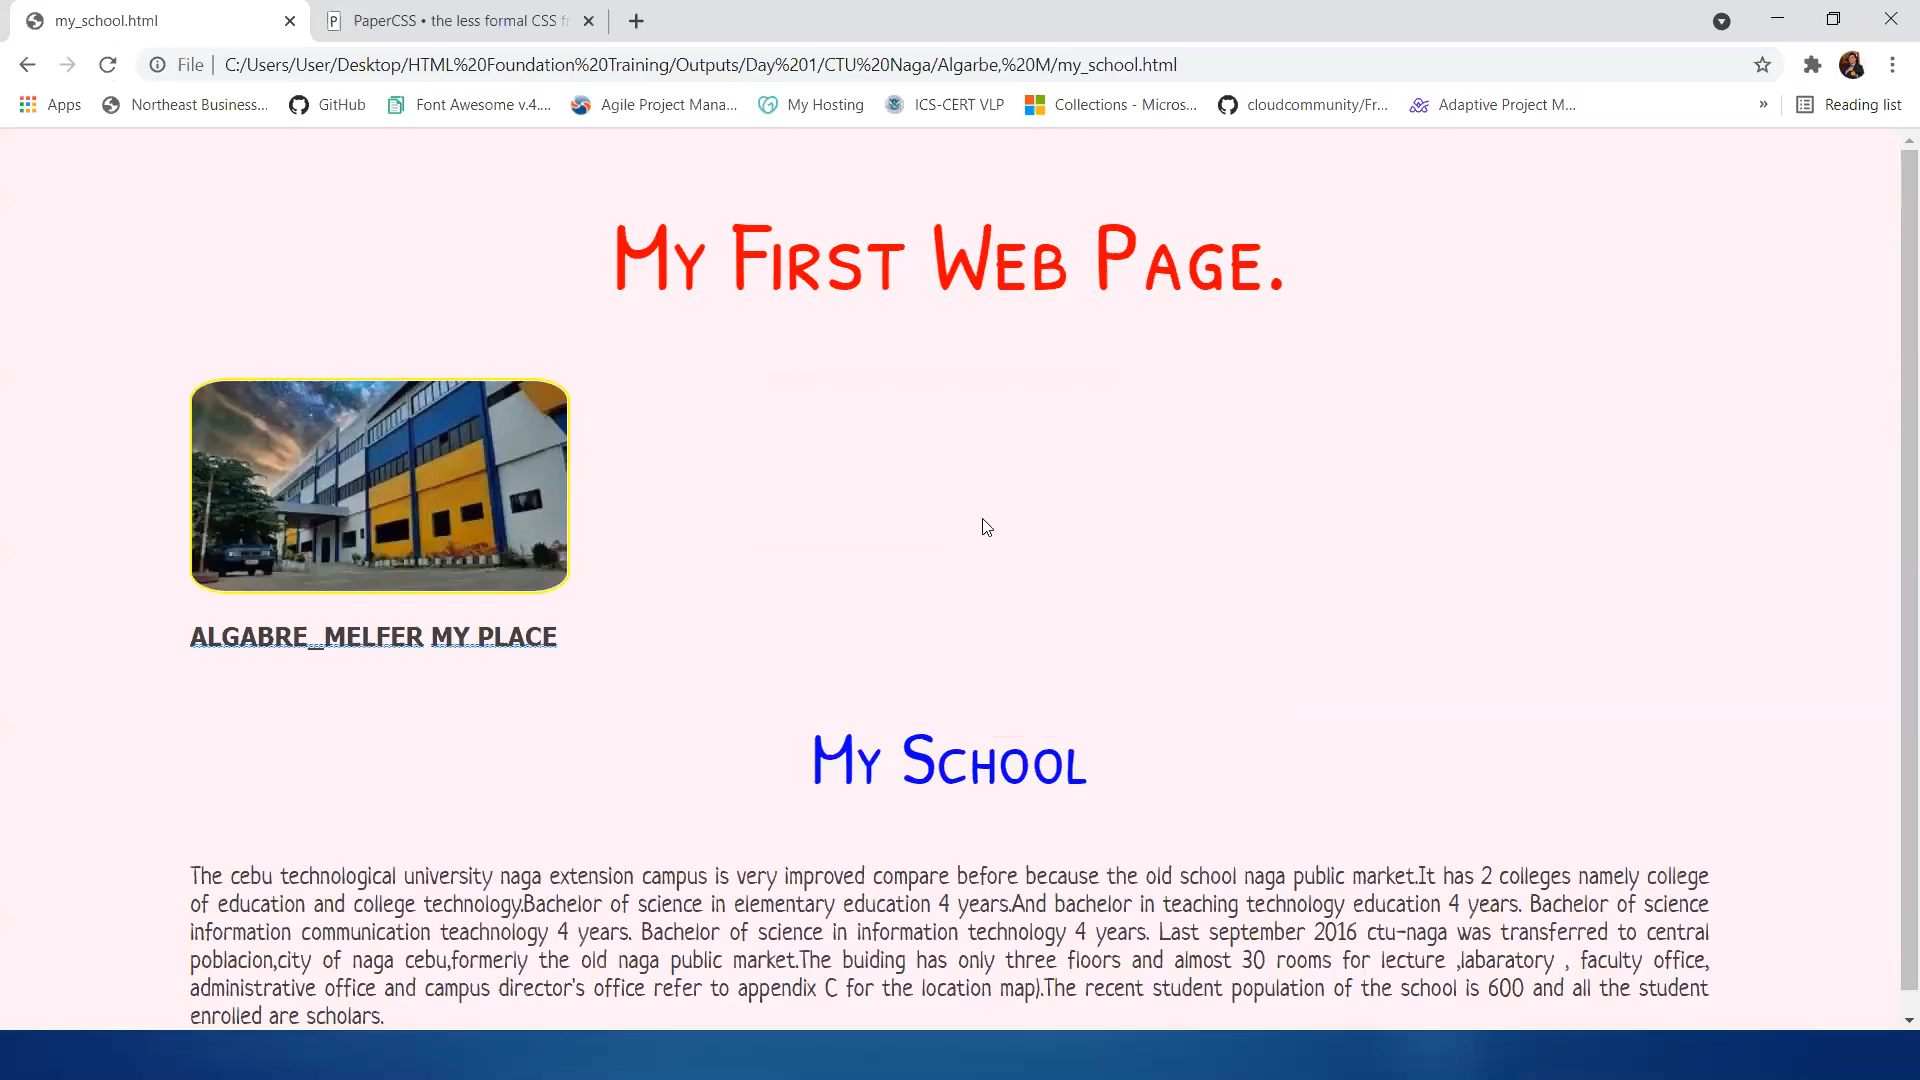 my_school.html
PaperCSS • the less formal CSS f
File
C:/Users/User/Desktop/HTML%20Foundation%20Training/Outputs/Day%201/CTU%20Naga/Algarbe,%20M/my_school.html
Apps
Northeast Business...
GitHub
Font Awesome v.4....
Agile Project Mana...
My Hosting
ICS-CERT VLP
Collections - Micros...
cloudcommunity/Fr...
Adaptive Project M...
»
Reading list
My First Web Page.
ALGABRE_MELFER MY PLACE
My School
The cebu technological university naga extension campus is very improved compare before because the old school naga public market.It has 2 colleges namely college
of education and college technology.Bachelor of science in elementary education 4 years.And bachelor in teaching technology education 4 years. Bachelor of science
information communication teachnology 4 years. Bachelor of science in information technology 4 years. Last september 2016 ctu-naga was transferred to central
poblacion,city of naga cebu,formerly the old naga public market.The buiding has only three floors and almost 30 rooms for lecture ,labaratory , faculty office,
administrative office and campus director's office refer to appendix C for the location map).The recent student population of the school is 600 and all the student
enrolled are scholars.